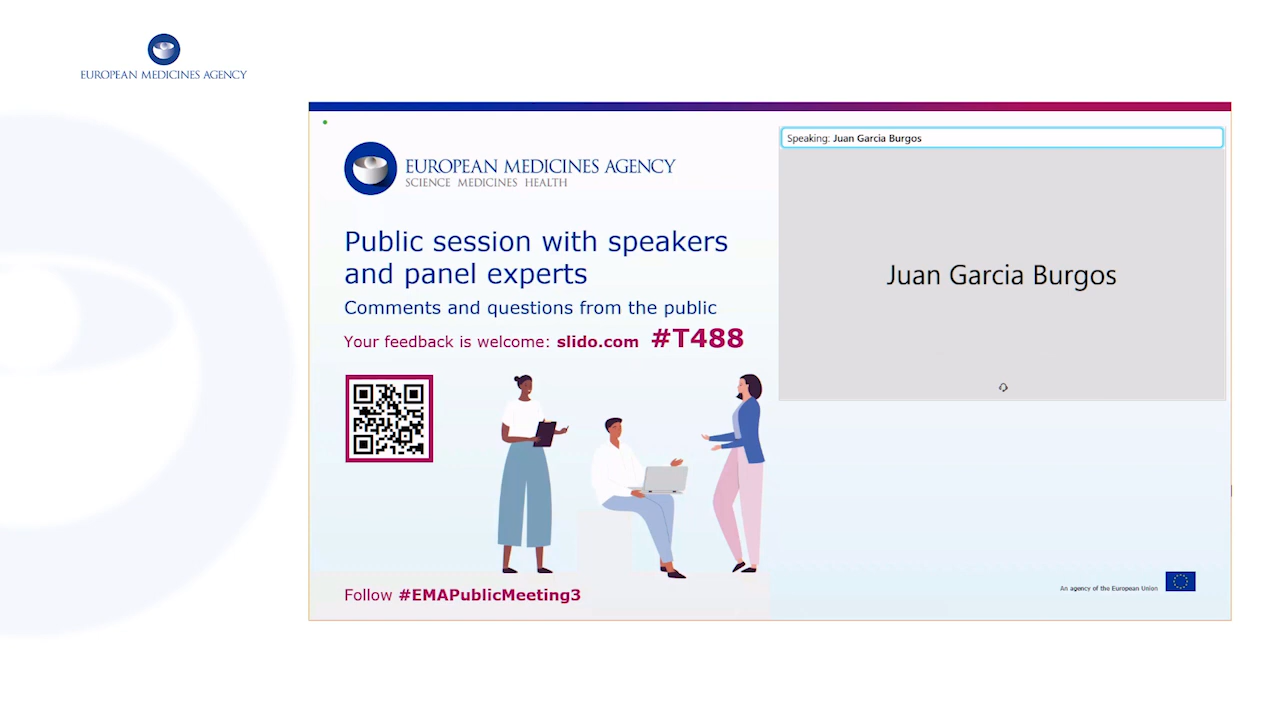 EUROPEAN MEDICINES AGENCY
EUROPEAN MEDICINES AGENCY
SCIENCE MEDICINES HEALTH
Public session with speakers
and panel experts
Comments and questions from the public
Your feedback is welcome: slido.com #T488
Follow #EMAPublicMeeting3
Speaking: Juan Garcia Burgos
Juan Garcia Burgos
An agency of the European Union